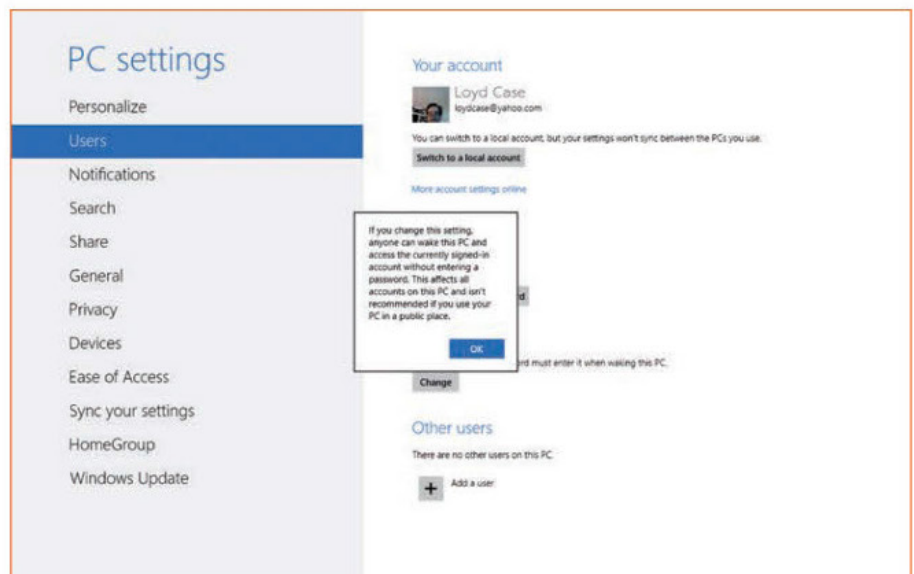 PC settings
Personalize
Users
Notifications
Search
Share
General
Privacy
Devices
Ease of Access
Sync your settings
HomeGroup
Windows Update
Your account
Loyd Case
loydcase@yahoo.com
You can switch to a local account, but your settings won't sync between the PCs you use.
Switch to a local account
More account settings online
If you change this setting,
anyone can wake this PC and
access the currently signed-in
account without entering a
password. This affects all
accounts on this PC and isn't
recommended if you use your
PC in a public place.
OK
must enter it when waking this PC.
Change
Other users
There are no other users on this PC.
+ Add a user